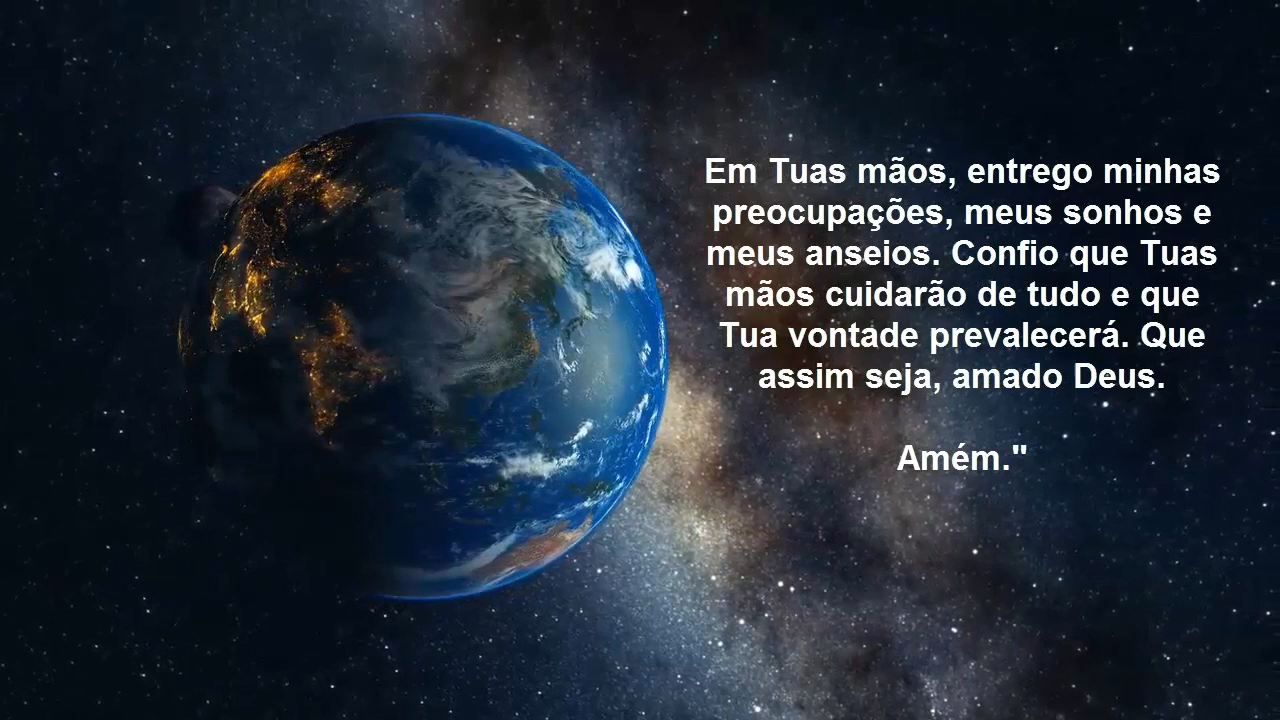 Em Tuas mãos, entrego minhas
preocupações, meus sonhos e
meus anseios. Confio que Tuas
mãos cuidarão de tudo e que
Tua vontade prevalecerá. Que
assim seja, amado Deus.
Amém."